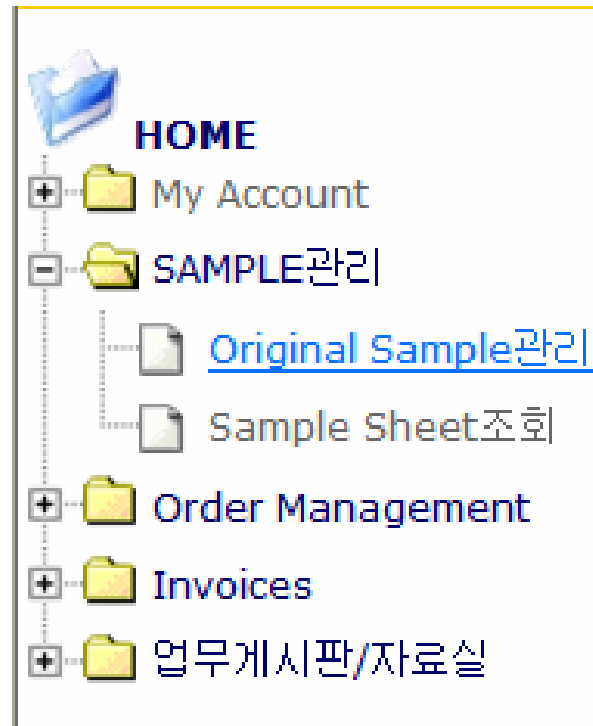 HOME
My Account
SAMPLE관리
Original Sample관리
Sample Sheet조회
Order Management
Invoices
업무게시판/자료실